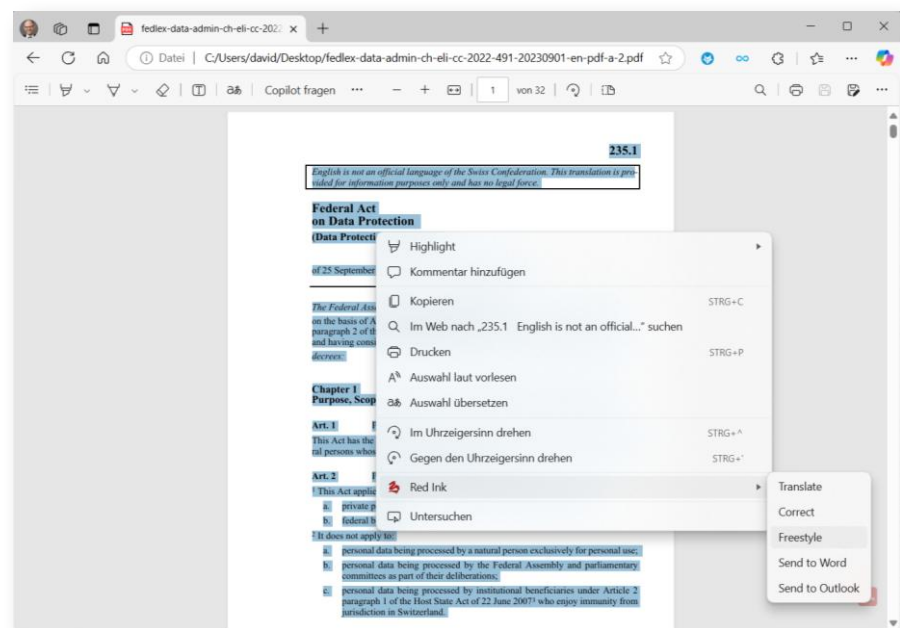 fedlex-data-admin-ch-eli-cc-2022
Datei | C:/Users/david/Desktop/fedlex-data-admin-ch-eli-cc-2022-491-20230901-en-pdf-a-2.pdf
Copilot fragen ... 1 von 32
235.1
English is not an official language of the Swiss Confederation. This translation is pro-
vided for information purposes only and has no legal force.
Federal Act
on Data Protection
(Data Protecti
of 25 September
The Federal Ass
on the basis of A
paragraph 2 of th
and having consi
decrees:
Chapter 1
Purpose, Scop
Art. 1
This Act has the
ral persons whos
Art. 2
1 This Act applie
a. private p
b. federal b
2 It does not apply to:
a. personal data being processed by a natural person exclusively for personal use;
b. personal data being processed by the Federal Assembly and parliamentary
committees as part of their deliberations;
c. personal data being processed by institutional beneficiaries under Article 2
paragraph 1 of the Host State Act of 22 June 2007³ who enjoy immunity from
jurisdiction in Switzerland.
Highlight
Kommentar hinzufügen
Kopieren STRG+C
Im Web nach „235.1 English is not an official..." suchen
Drucken STRG+P
Auswahl laut vorlesen
Auswahl übersetzen
Im Uhrzeigersinn drehen STRG+^
Gegen den Uhrzeigersinn drehen STRG+'
Red Ink
Untersuchen
Translate
Correct
Freestyle
Send to Word
Send to Outlook